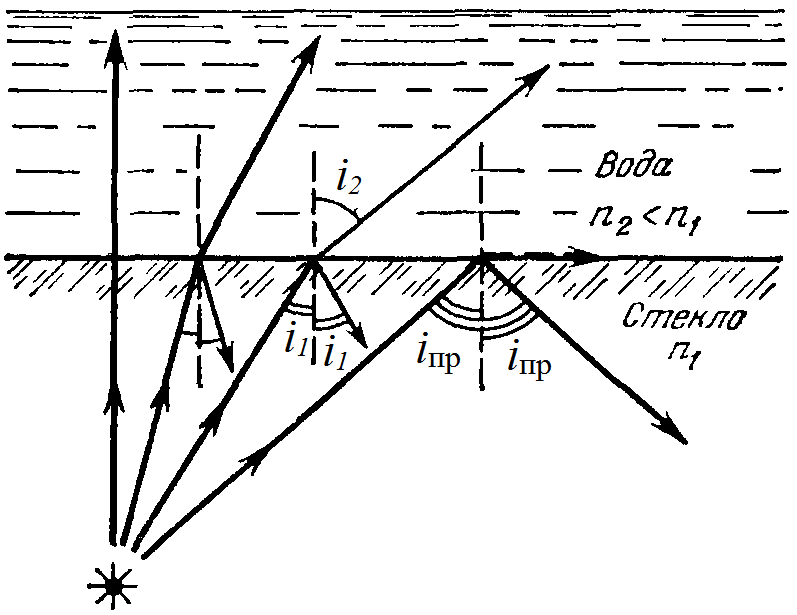 i2
Вода
n2 < n1
Стекло
n1
i1 i1
iпр iпр